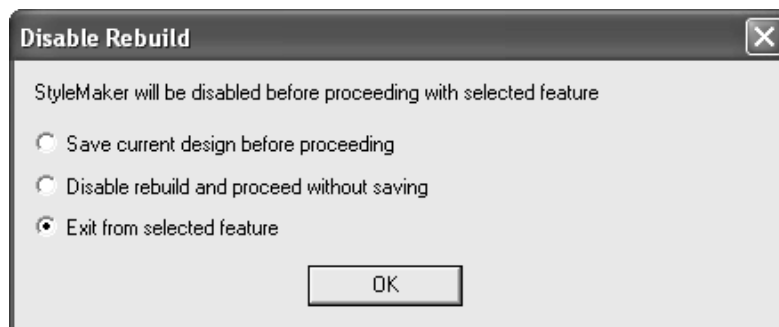 Disable Rebuild
StyleMaker will be disabled before proceeding with selected feature
Save current design before proceeding
Disable rebuild and proceed without saving
Exit from selected feature
OK